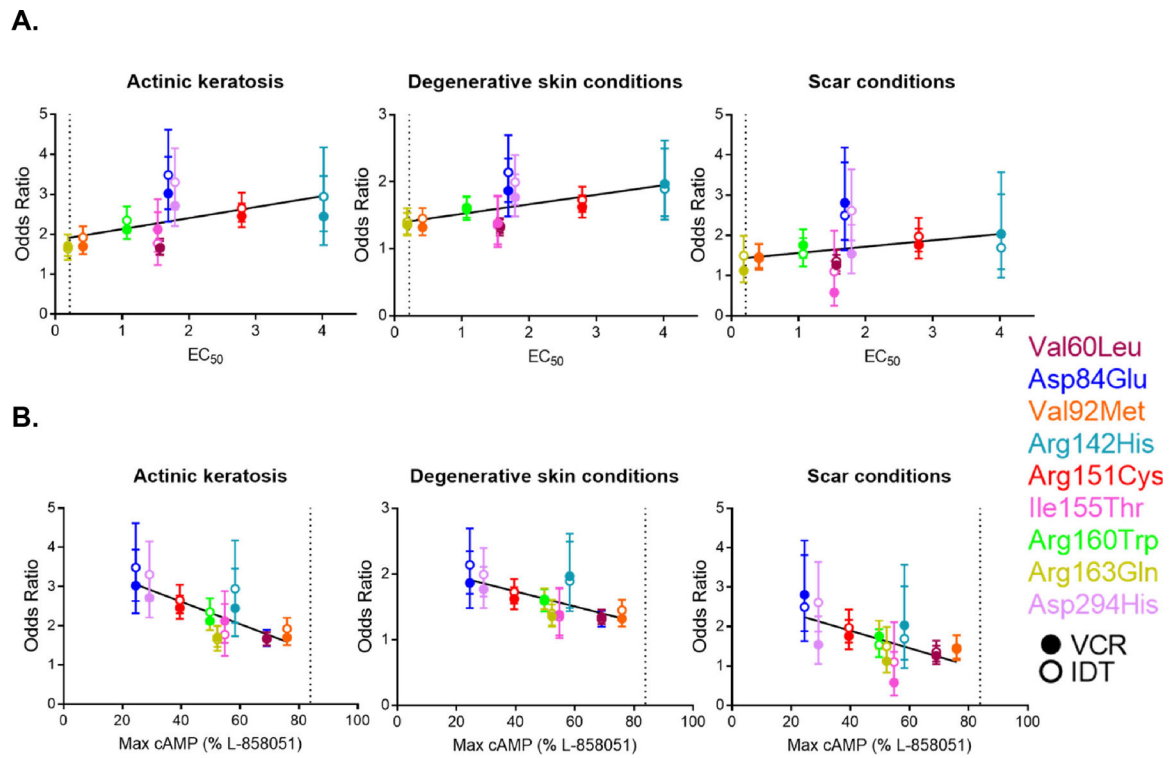 A.
Actinic keratosis
Degenerative skin conditions
Scar conditions
Odds Ratio
5
4
3
2
1
0
0 1 2 3 4
EC50
Odds Ratio
3
2
1
0
0 1 2 3 4
EC50
Odds Ratio
5
4
3
2
1
0
0 1 2 3 4
EC50
Val60Leu
Asp84Glu
Val92Met
Arg142His
Arg151Cys
Ile155Thr
Arg160Trp
Arg163Gln
Asp294His
VCR
IDT
B.
Actinic keratosis
Degenerative skin conditions
Scar conditions
Odds Ratio
5
4
3
2
1
0
0 20 40 60 80 100
Max cAMP (% L-858051)
Odds Ratio
3
2
1
0
0 20 40 60 80 100
Max cAMP (% L-858051)
Odds Ratio
5
4
3
2
1
0
0 20 40 60 80 100
Max cAMP (% L-858051)